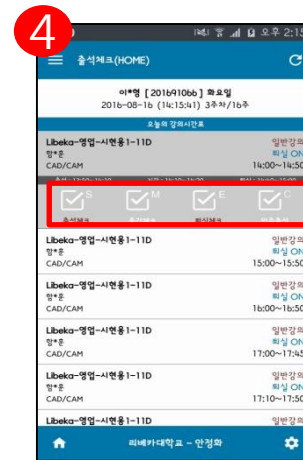 4
오후 2:15
출석체크(HOME)
이*형 [201691066] 화요일
2016-08-16 (14:15:41) 3주차/16주
오늘의 강의시간표
Libeka-영업-시현용1-11D 일반강의
함*운 퇴실 ON
CAD/CAM 14:00~14:50
S M E C
출석체크 퇴실체크
Libeka-영업-시현용1-11D 일반강의
함*운 퇴실 ON
CAD/CAM 15:00~15:50
Libeka-영업-시현용1-11D 일반강의
함*운 퇴실 ON
CAD/CAM 16:00~16:50
Libeka-영업-시현용1-11D 일반강의
함*운 퇴실 ON
CAD/CAM 17:00~17:45
Libeka-영업-시현용1-11D 일반강의
함*운 퇴실 ON
CAD/CAM 17:10~17:50
Libeka-영업-시현용1-11D 일반강의
리베카대학교 - 안정화